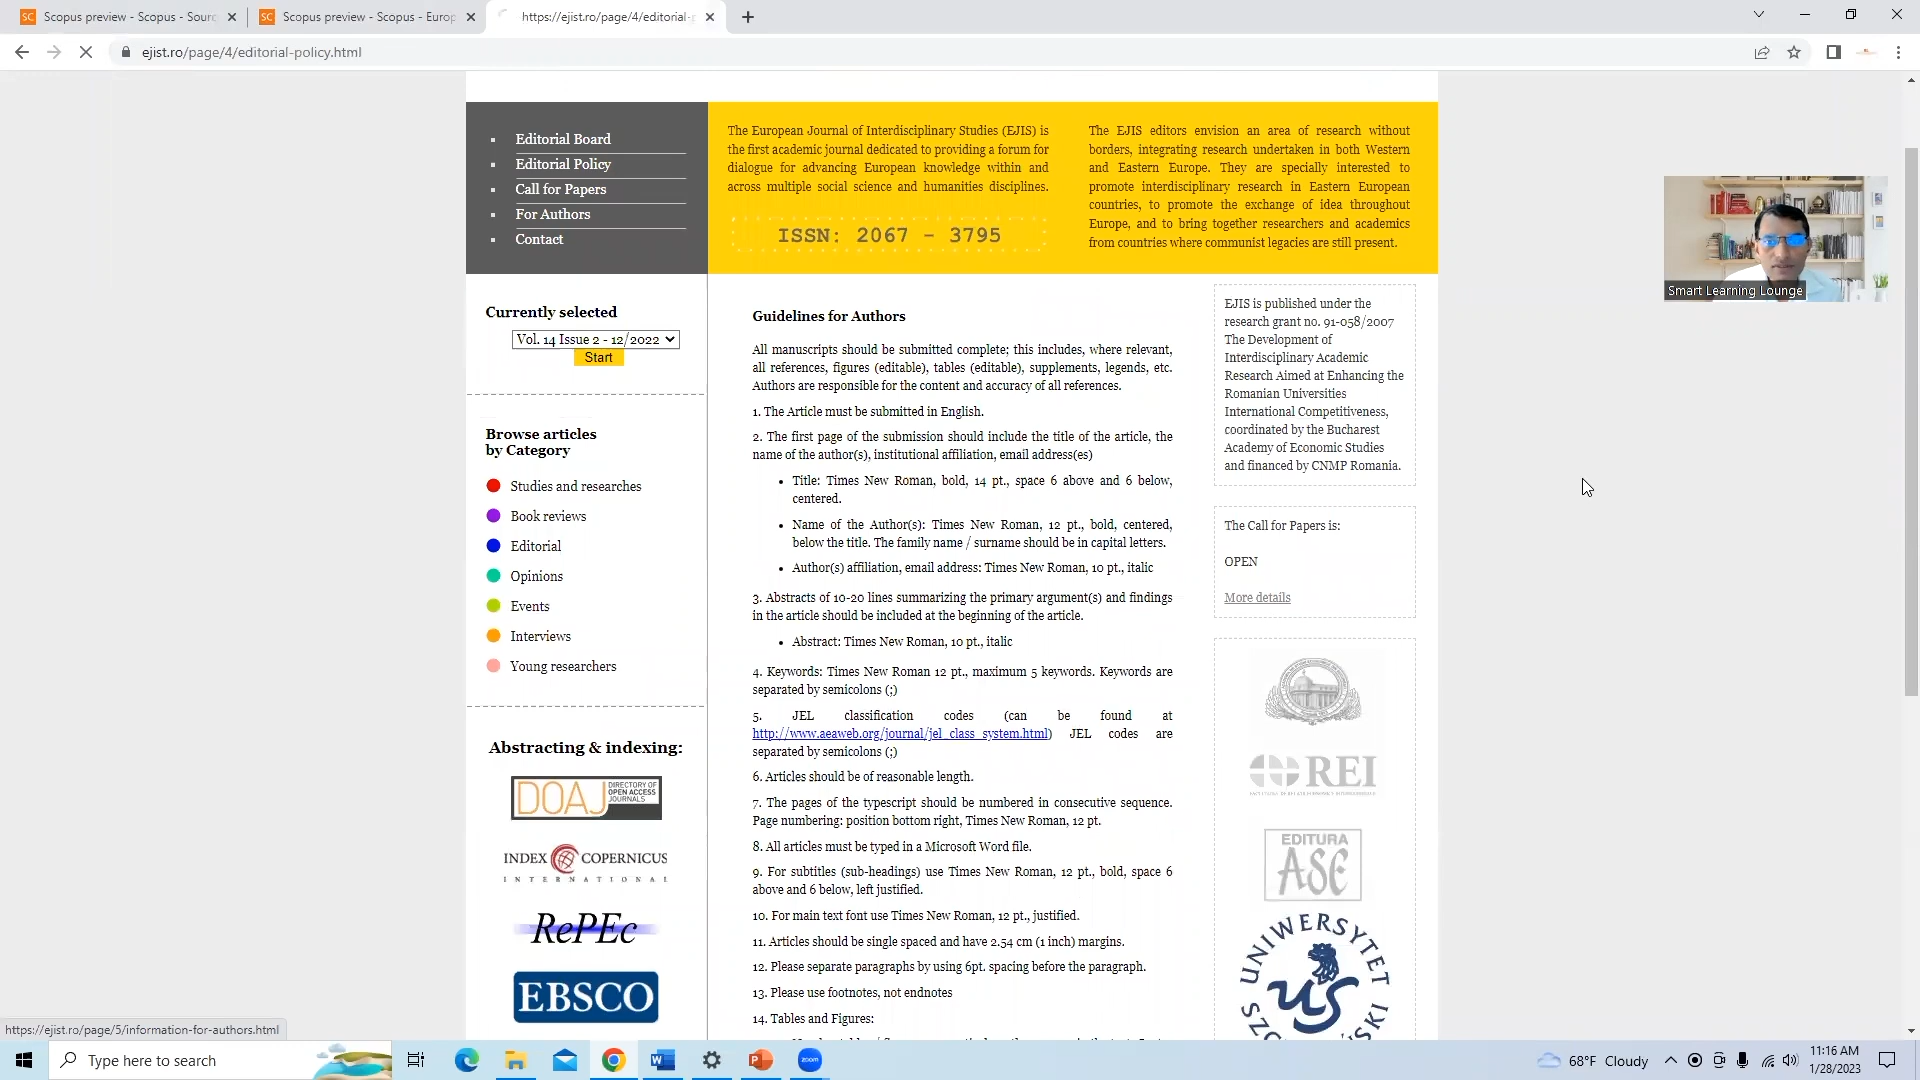 Scopus preview - Scopus - Sourc
Scopus preview - Scopus - Europ
https://ejist.ro/page/4/editorial-p
ejist.ro/page/4/editorial-policy.html
Editorial Board
Editorial Policy
Call for Papers
For Authors
Contact
The European Journal of Interdisciplinary Studies (EJIS) is
the first academic journal dedicated to providing a forum for
dialogue for advancing European knowledge within and
across multiple social science and humanities disciplines.
ISSN: 2067 - 3795
The EJIS editors envision an area of research without
borders, integrating research undertaken in both Western
and Eastern Europe. They are specially interested to
promote interdisciplinary research in Eastern European
countries, to promote the exchange of idea throughout
Europe, and to bring together researchers and academics
from countries where communist legacies are still present.
Smart Learning Lounge
Currently selected
Vol. 14 Issue 2 - 12/2022
Start
Browse articles
by Category
Studies and researches
Book reviews
Editorial
Opinions
Events
Interviews
Young researchers
Abstracting & indexing:
DOAJ DIRECTORY OF
OPEN ACCESS
JOURNALS
INDEX COPERNICUS
INTERNATIONAL
RePEc
EBSCO
Guidelines for Authors
All manuscripts should be submitted complete; this includes, where relevant,
all references, figures (editable), tables (editable), supplements, legends, etc.
Authors are responsible for the content and accuracy of all references.
1. The Article must be submitted in English.
2. The first page of the submission should include the title of the article, the
name of the author(s), institutional affiliation, email address(es)
• Title: Times New Roman, bold, 14 pt., space 6 above and 6 below,
centered.
• Name of the Author(s): Times New Roman, 12 pt., bold, centered,
below the title. The family name / surname should be in capital letters.
• Author(s) affiliation, email address: Times New Roman, 10 pt., italic
3. Abstracts of 10-20 lines summarizing the primary argument(s) and findings
in the article should be included at the beginning of the article.
• Abstract: Times New Roman, 10 pt., italic
4. Keywords: Times New Roman 12 pt., maximum 5 keywords. Keywords are
separated by semicolons (;)
5. JEL classification codes (can be found at
http://www.aeaweb.org/journal/jel_class_system.html) JEL codes are
separated by semicolons (;)
6. Articles should be of reasonable length.
7. The pages of the typescript should be numbered in consecutive sequence.
Page numbering: position bottom right, Times New Roman, 12 pt.
8. All articles must be typed in a Microsoft Word file.
9. For subtitles (sub-headings) use Times New Roman, 12 pt., bold, space 6
above and 6 below, left justified.
10. For main text font use Times New Roman, 12 pt., justified.
11. Articles should be single spaced and have 2.54 cm (1 inch) margins.
12. Please separate paragraphs by using 6pt. spacing before the paragraph.
13. Please use footnotes, not endnotes
14. Tables and Figures:
EJIS is published under the
research grant no. 91-058/2007
The Development of
Interdisciplinary Academic
Research Aimed at Enhancing the
Romanian Universities
International Competitiveness,
coordinated by the Bucharest
Academy of Economic Studies
and financed by CNMP Romania.
The Call for Papers is:
OPEN
More details
REI
EDITURA
ASE
UNIWERSYTET
US
https://ejist.ro/page/5/information-for-authors.html
Type here to search
zoom
68°F Cloudy
11:16 AM
1/28/2023